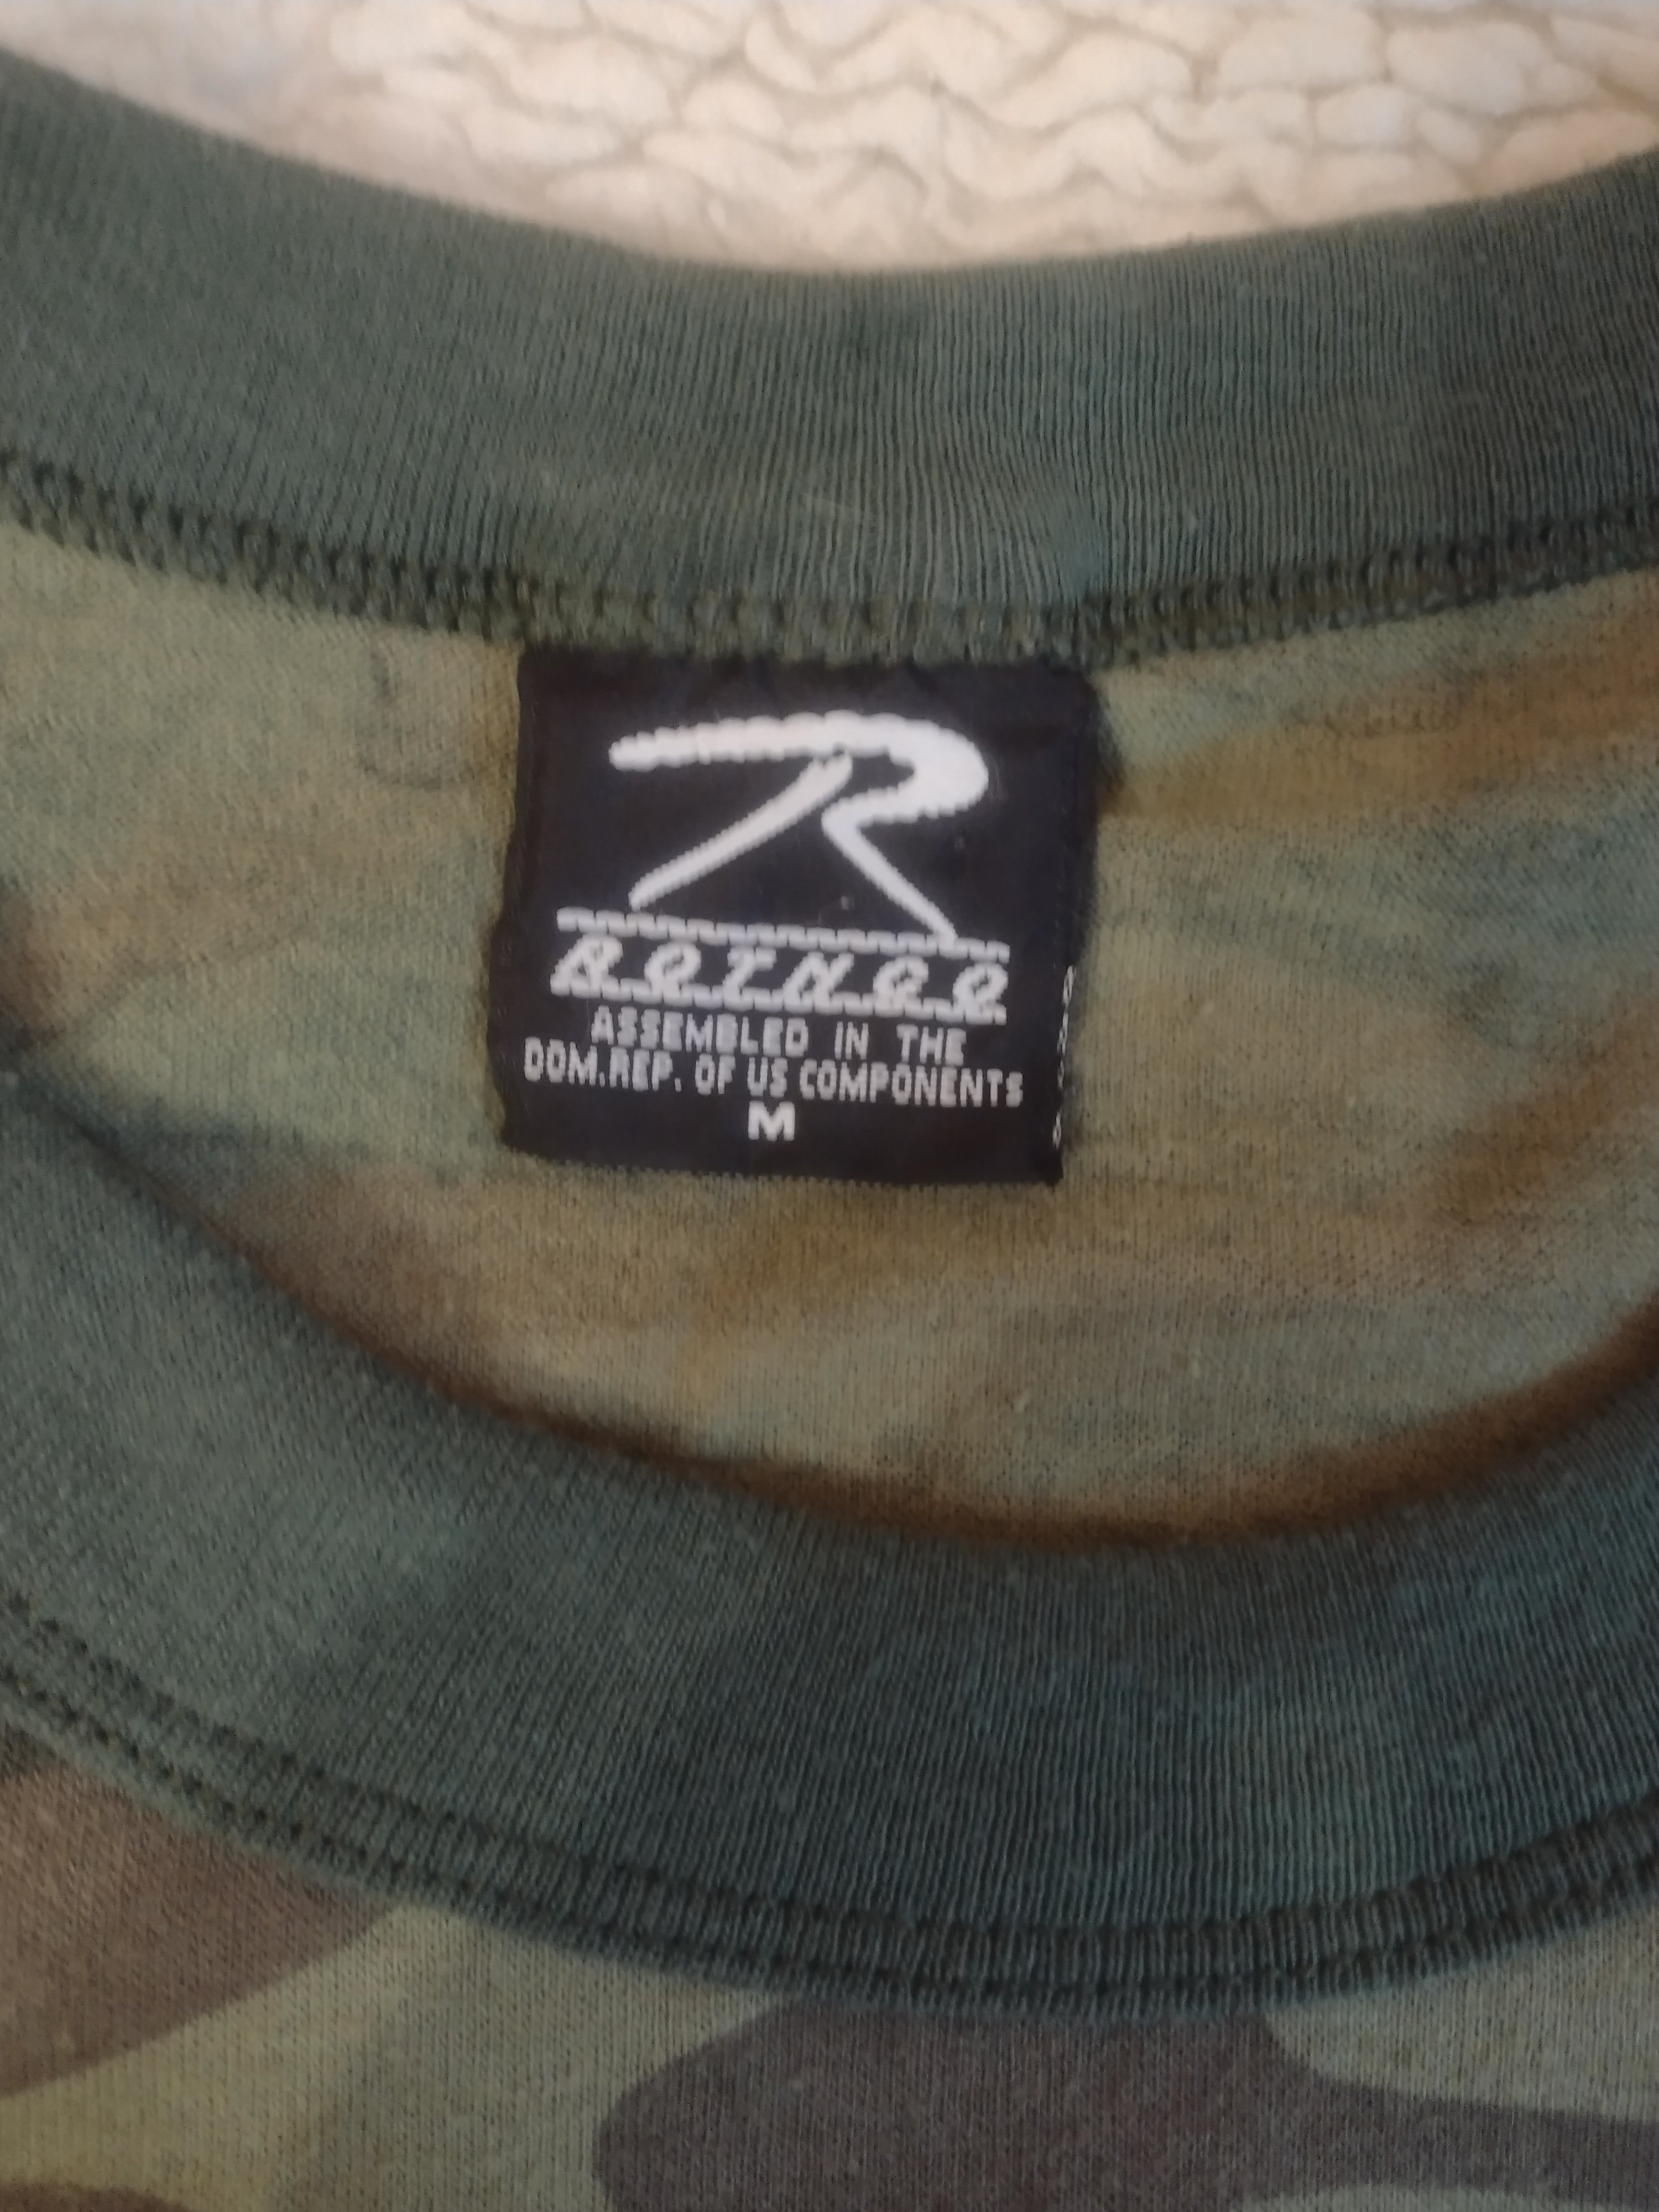 R
ROTHCO
ASSEMBLED IN THE
DOM.REP. OF US COMPONENTS
M